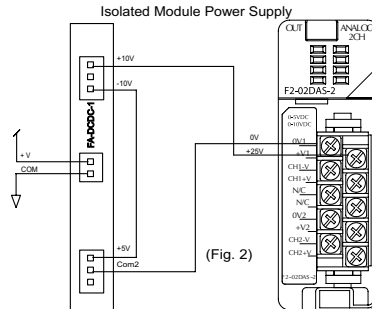 Isolated Module Power Supply
OUT
ANALOG
2CH
F2-02DAS-2
0-5VDC
0-10VDC
+10V
-10V
FA-DCDC-1
+V
COM
+5V
Com2
0V
+25V
(Fig. 2)
0V1
+V1
CH1-V
CH1+V
N/C
N/C
0V2
+V2
CH2-V
CH2+V
F2-02DAS-2